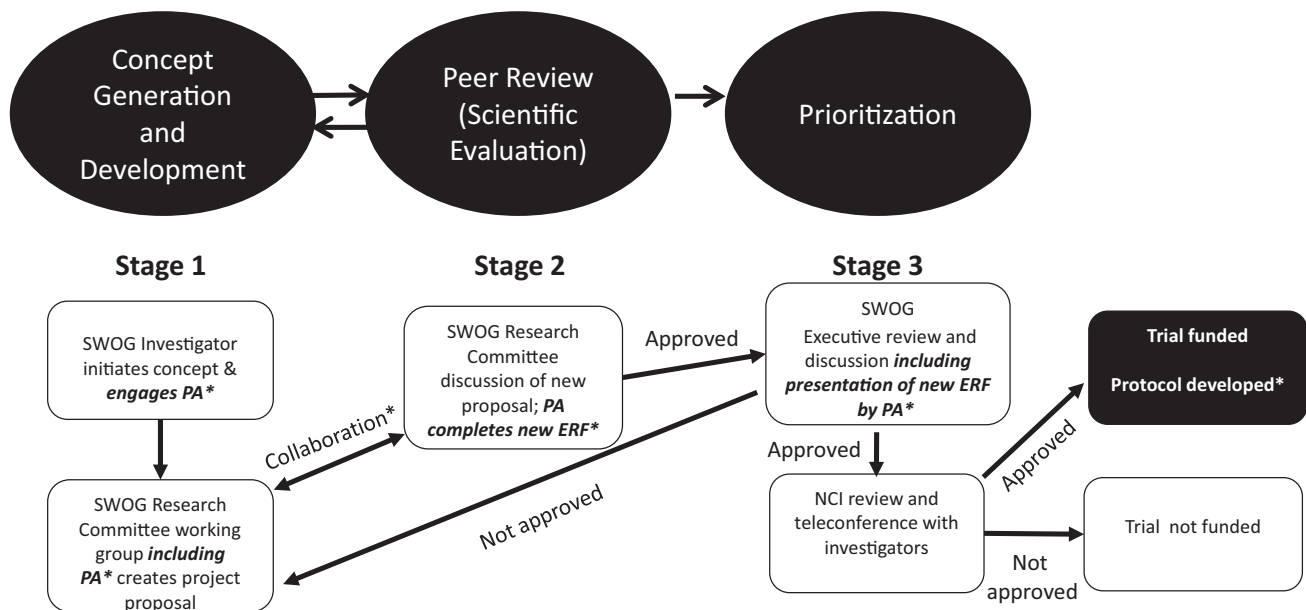 Concept
Generation
and
Development
Peer Review
(Scientific
Evaluation)
Prioritization
Stage 1
Stage 2
Stage 3
SWOG Investigator
initiates concept &
engages PA*
SWOG Research
Committee working
group including
PA* creates project
proposal
Collaboration*
SWOG Research
Committee
discussion of new
proposal; PA
completes new ERF*
Approved
Not approved
SWOG
Executive review and
discussion including
presentation of new ERF
by PA*
Approved
NCI review and
teleconference with
investigators
Approved
Not
approved
Trial funded
Protocol developed*
Trial not funded